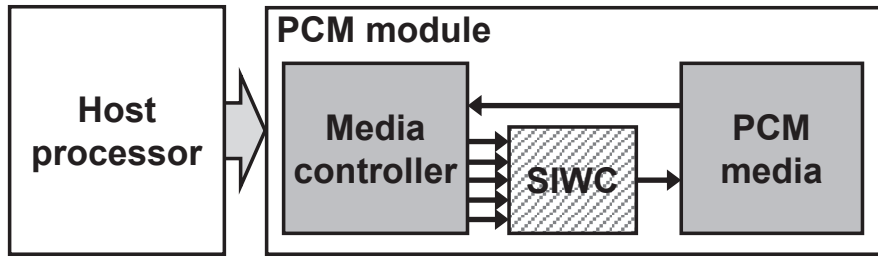 PCM module
Host
processor
Media
controller
SIWC
PCM
media